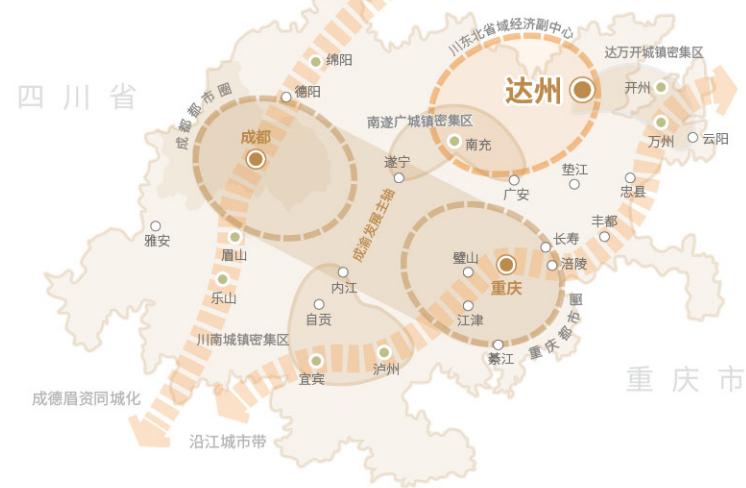 川东北省域经济副中心
达万开城镇密集区
绵阳
四川省
达州
开州
德阳
成都都市圈
南遂广城镇密集区
万州
云阳
成都
南充
遂宁
垫江
忠县
广安
成渝发展主轴
丰都
雅安
眉山
长寿
璧山
涪陵
内江
重庆
乐山
自贡
江津
重庆都市圈
川南城镇密集区
綦江
泸州
宜宾
重庆市
成德眉资同城化
沿江城市带